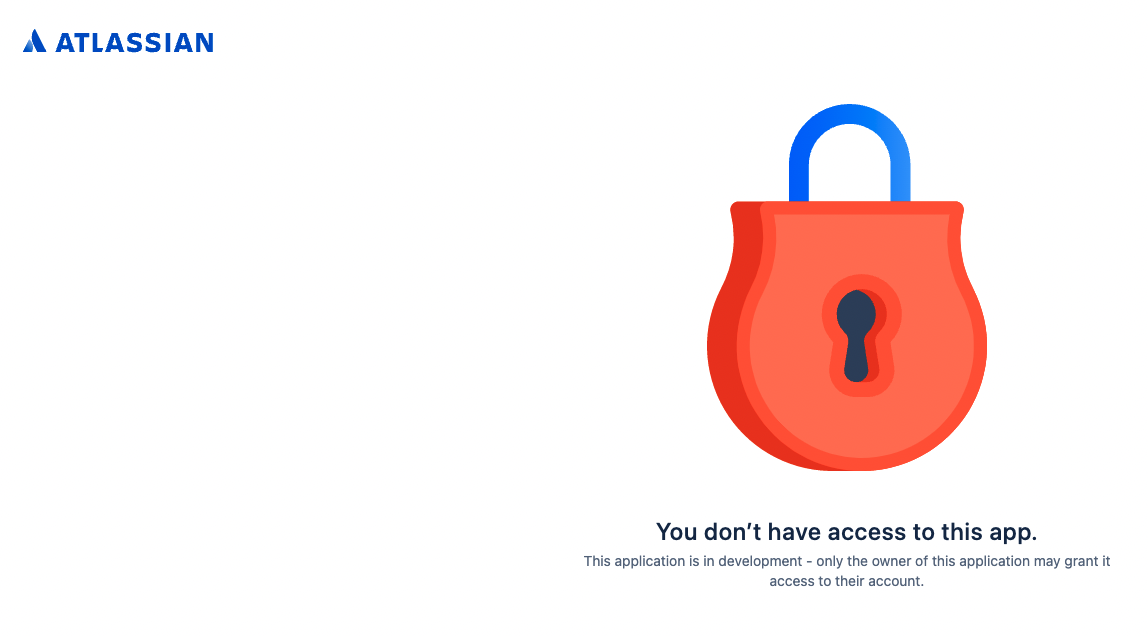 ATLASSIAN
You don’t have access to this app.
This application is in development - only the owner of this application may grant it
access to their account.